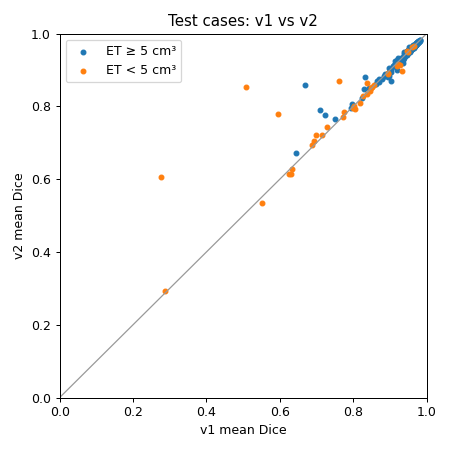 Test cases: v1 vs v2
ET ≥ 5 cm³
ET < 5 cm³
v2 mean Dice
1.0
0.8
0.6
0.4
0.2
0.0
0.0 0.2 0.4 0.6 0.8 1.0
v1 mean Dice